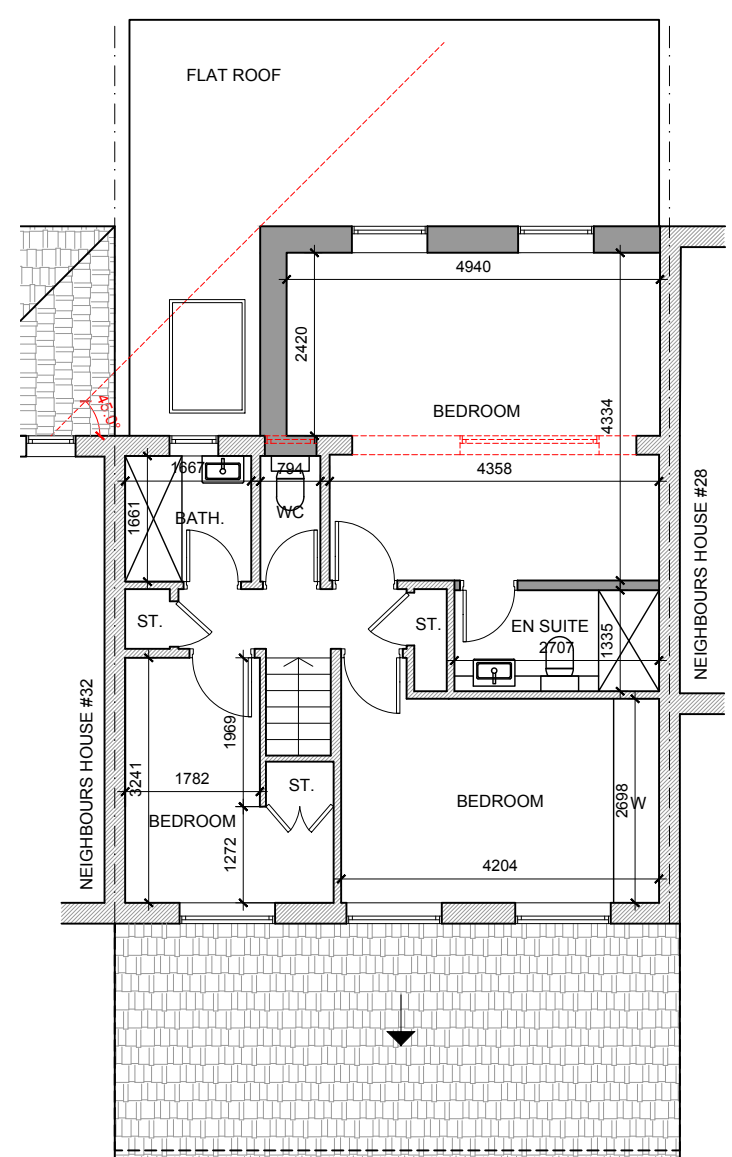 FLAT ROOF
4940
2420
45.0°
BEDROOM
4334
1667
794
4358
1661
BATH.
WC
NEIGHBOURS HOUSE #28
ST.
ST.
EN SUITE
2707
1335
NEIGHBOURS HOUSE #32
1969
3241
1782
ST.
BEDROOM
1272
BEDROOM
2698
W
4204